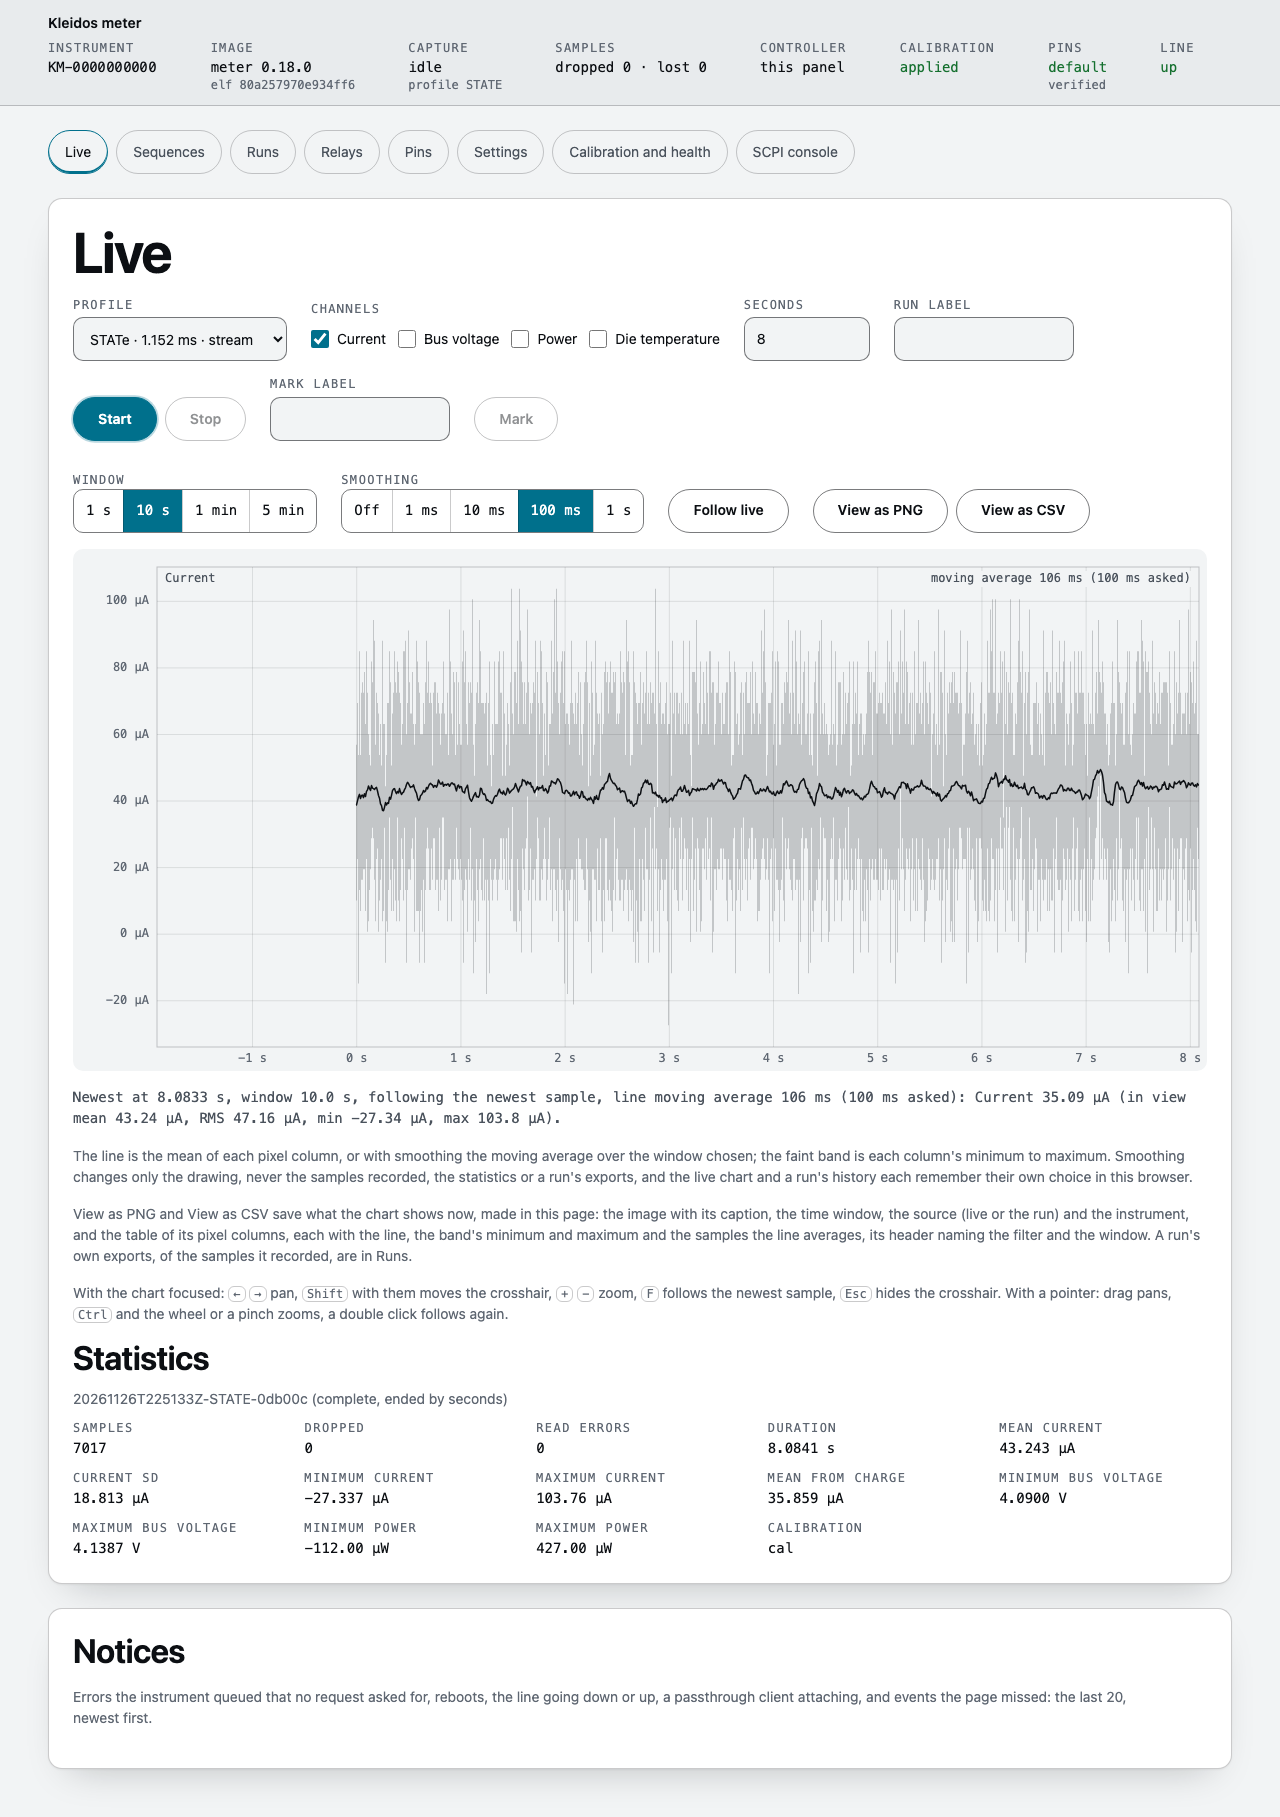 Kleidos meter
INSTRUMENT
KM-0000000000
IMAGE
meter 0.18.0
elf 80a257970e934ff6
CAPTURE
idle
profile STATE
SAMPLES
dropped 0 · lost 0
CONTROLLER
this panel
CALIBRATION
applied
PINS
default
verified
LINE
up
Live
Sequences
Runs
Relays
Pins
Settings
Calibration and health
SCPI console
Live
PROFILE
STATe · 1.152 ms · stream
CHANNELS
Current
Bus voltage
Power
Die temperature
SECONDS
8
RUN LABEL
Start
Stop
MARK LABEL
Mark
WINDOW
1 s
10 s
1 min
5 min
SMOOTHING
Off
1 ms
10 ms
100 ms
1 s
Follow live
View as PNG
View as CSV
Current
moving average 106 ms (100 ms asked)
100 µA
80 µA
60 µA
40 µA
20 µA
0 µA
−20 µA
−1 s
0 s
1 s
2 s
3 s
4 s
5 s
6 s
7 s
8 s
Newest at 8.0833 s, window 10.0 s, following the newest sample, line moving average 106 ms (100 ms asked): Current 35.09 µA (in view
mean 43.24 µA, RMS 47.16 µA, min −27.34 µA, max 103.8 µA).
The line is the mean of each pixel column, or with smoothing the moving average over the window chosen; the faint band is each column's minimum to maximum. Smoothing
changes only the drawing, never the samples recorded, the statistics or a run's exports, and the live chart and a run's history each remember their own choice in this browser.
View as PNG and View as CSV save what the chart shows now, made in this page: the image with its caption, the time window, the source (live or the run) and the instrument,
and the table of its pixel columns, each with the line, the band's minimum and maximum and the samples the line averages, its header naming the filter and the window. A run's
own exports, of the samples it recorded, are in Runs.
With the chart focused: ← → pan, Shift with them moves the crosshair, + − zoom, F follows the newest sample, Esc hides the crosshair. With a pointer: drag pans,
Ctrl and the wheel or a pinch zooms, a double click follows again.
Statistics
20261126T225133Z-STATE-0db00c (complete, ended by seconds)
SAMPLES
7017
DROPPED
0
READ ERRORS
0
DURATION
8.0841 s
MEAN CURRENT
43.243 µA
CURRENT SD
18.813 µA
MINIMUM CURRENT
−27.337 µA
MAXIMUM CURRENT
103.76 µA
MEAN FROM CHARGE
35.859 µA
MINIMUM BUS VOLTAGE
4.0900 V
MAXIMUM BUS VOLTAGE
4.1387 V
MINIMUM POWER
−112.00 µW
MAXIMUM POWER
427.00 µW
CALIBRATION
cal
Notices
Errors the instrument queued that no request asked for, reboots, the line going down or up, a passthrough client attaching, and events the page missed: the last 20,
newest first.